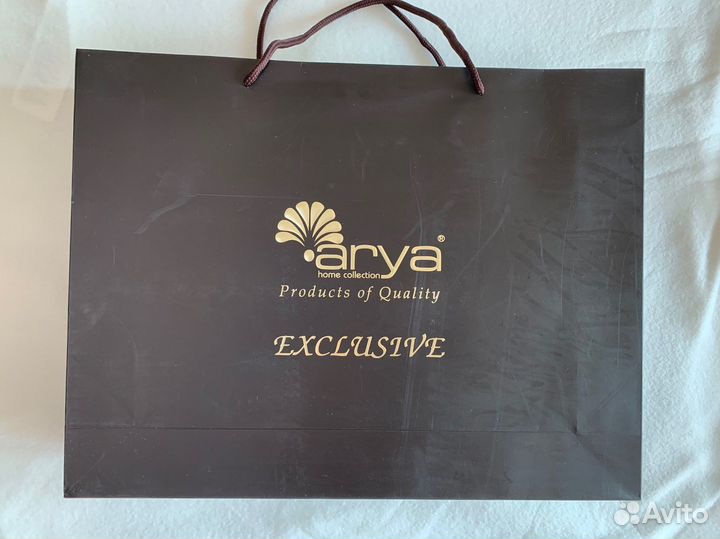 arya®
home collection
Products of Quality
EXCLUSIVE
Avito